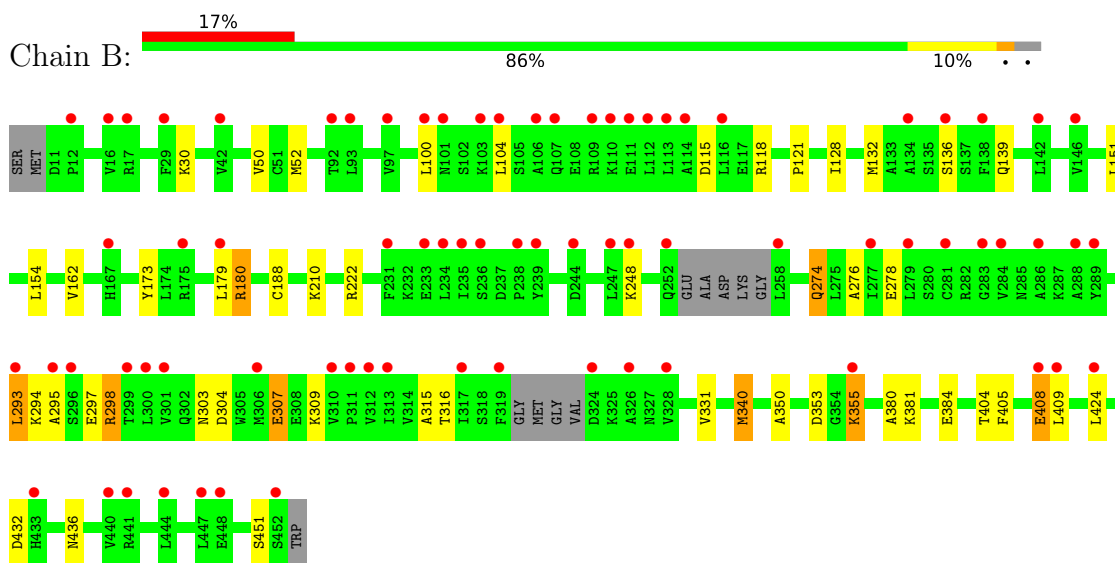 17%
Chain B:
86% 10% • •
SER MET D11 P12 V16 R17 F29 K30 V42 V50 C51 M52 T92 L93 V97 L100 N101 S102 K103 L104 S105 A106 Q107 E108 R109 K110 E111 L112 L113 A114 D115 L116 E117 R118 P121 I128 M132 A133 A134 S135 S136 S137 F138 Q139 L142 V146 L151
L154 V162 H167 Y173 L174 R175 L179 R180 C188 K210 R222 F231 K232 E233 L234 I235 S236 D237 P238 Y239 D244 L247 K248 Q252 GLU ALA ASP LYS GLY L258 Q274 L275 A276 I277 E278 L279 S280 C281 R282 G283 V284 N285 A286 K287 A288 Y289
L293 K294 A295 S296 E297 R298 T299 L300 V301 Q302 N303 D304 W305 M306 E307 E308 K309 V310 P311 V312 I313 V314 A315 T316 I317 S318 F319 GLY MET GLY VAL D324 K325 A326 N327 V328 V331 M340 A350 D353 G354 K355 A380 K381 E384 T404 F405 E408 L409 L424
D432 H433 N436 V440 R441 L444 L447 E448 S451 S452 TRP